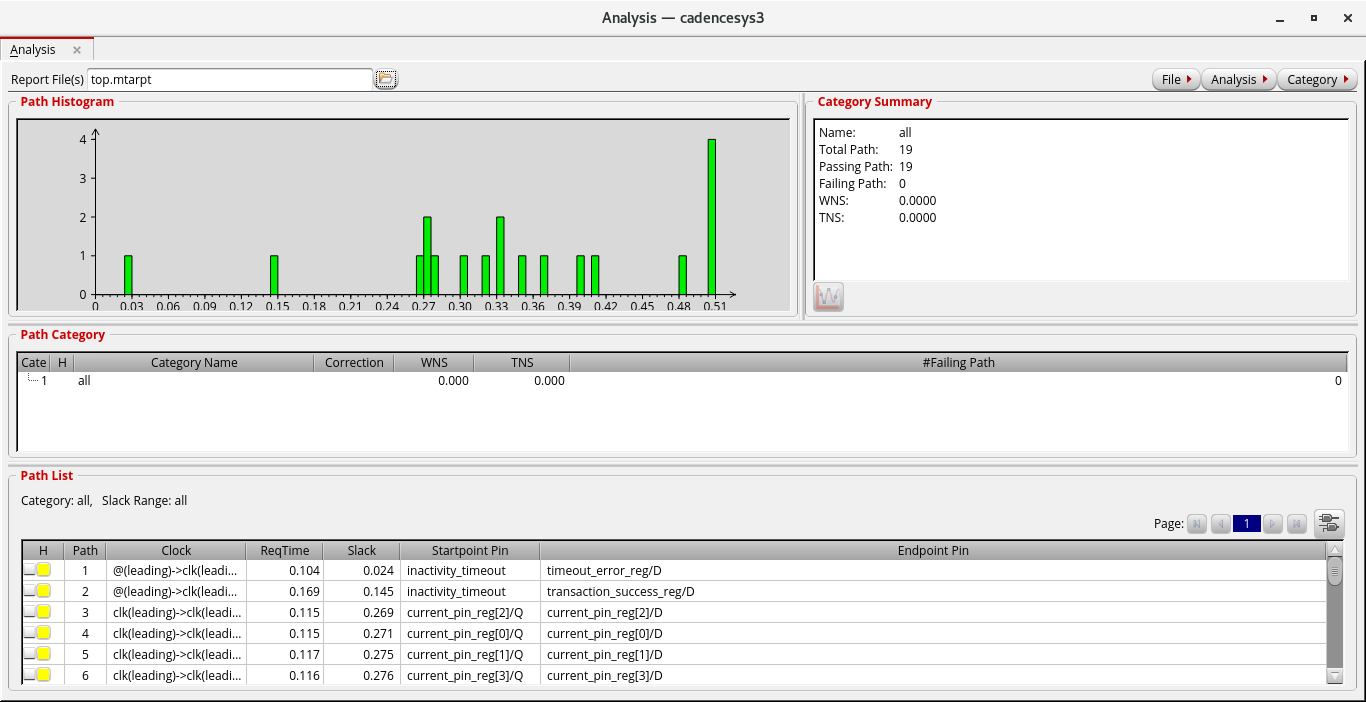 Analysis — cadencesys3
Analysis
Report File(s) top.mtarpt File Analysis Category
Path Histogram
4
3
2
1
0
0 0.03 0.06 0.09 0.12 0.15 0.18 0.21 0.24 0.27 0.30 0.33 0.36 0.39 0.42 0.45 0.48 0.51
Category Summary
Name: all
Total Path: 19
Passing Path: 19
Failing Path: 0
WNS: 0.0000
TNS: 0.0000
Path Category
Cate H Category Name Correction WNS TNS #Failing Path
1 all 0.000 0.000 0
Path List
Category: all, Slack Range: all
Page: 1
H Path Clock ReqTime Slack Startpoint Pin Endpoint Pin
1 @(leading)->clk(leadi... 0.104 0.024 inactivity_timeout timeout_error_reg/D
2 @(leading)->clk(leadi... 0.169 0.145 inactivity_timeout transaction_success_reg/D
3 clk(leading)->clk(leadi... 0.115 0.269 current_pin_reg[2]/Q current_pin_reg[2]/D
4 clk(leading)->clk(leadi... 0.115 0.271 current_pin_reg[0]/Q current_pin_reg[0]/D
5 clk(leading)->clk(leadi... 0.117 0.275 current_pin_reg[1]/Q current_pin_reg[1]/D
6 clk(leading)->clk(leadi... 0.116 0.276 current_pin_reg[3]/Q current_pin_reg[3]/D